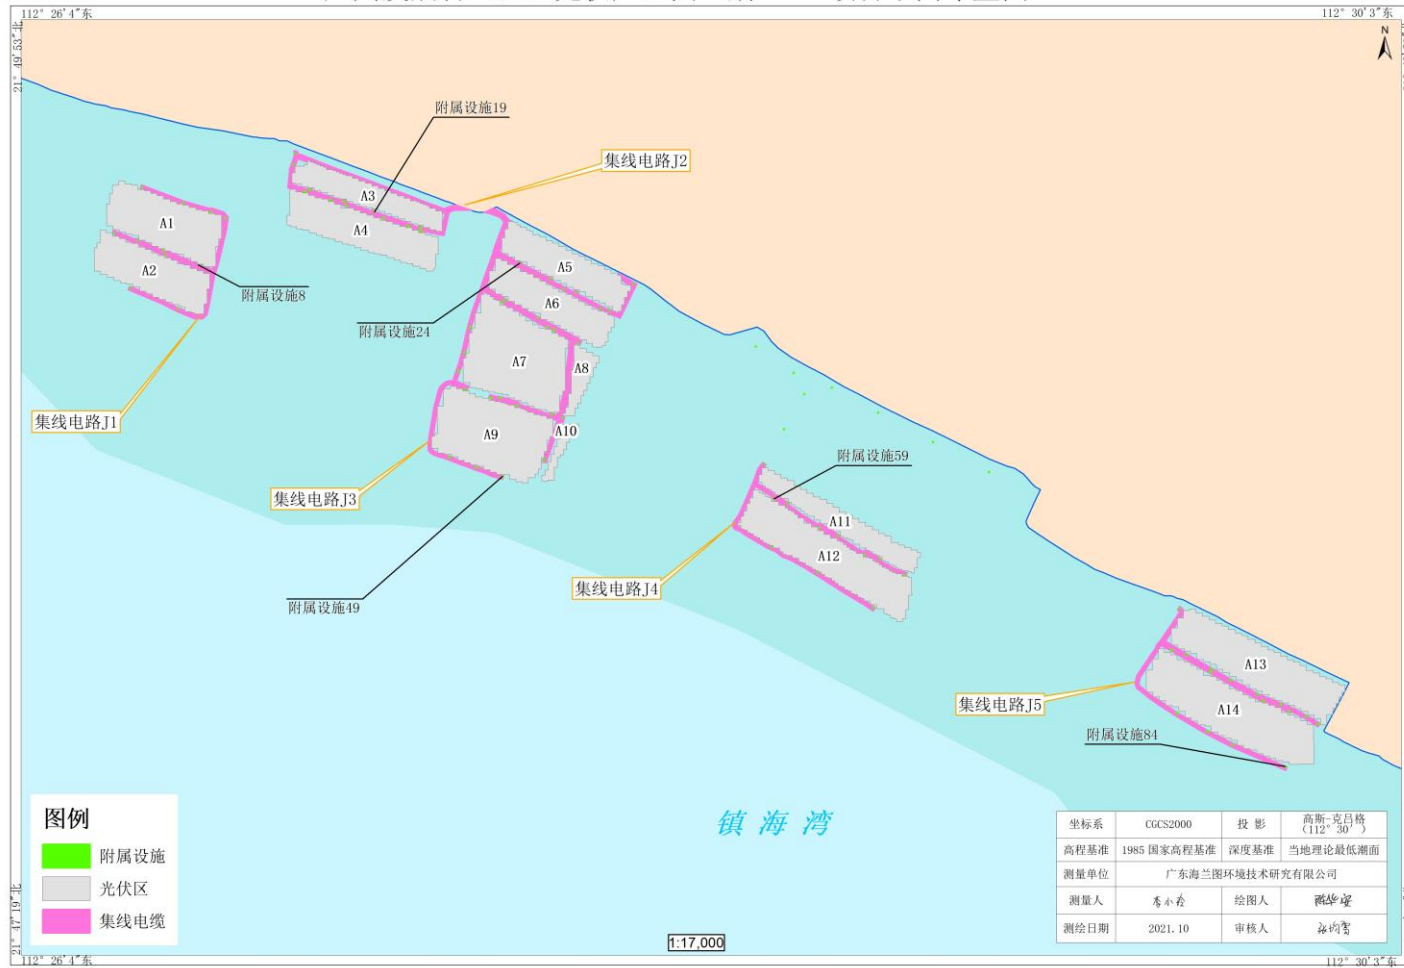 112° 26′4″东
112° 30′3″东
21° 49′53″北
N
附属设施19
集线电路J2
A3
A4
A1
A2
附属设施8
A5
A6
附属设施24
A7
A8
A9
A10
集线电路J1
集线电路J3
附属设施49
附属设施59
A11
A12
集线电路J4
A13
A14
集线电路J5
附属设施84
镇海湾
图例
附属设施
光伏区
集线电缆
坐标系 CGCS2000 投 影 高斯-克吕格
(112° 30′ )
高程基准 1985 国家高程基准 深度基准 当地理论最低潮面
测量单位 广东海兰图环境技术研究有限公司
测量人 绘图人
测绘日期 2021.10 审核人
1:17,000
21° 47′19″北
112° 26′4″东
112° 30′3″东